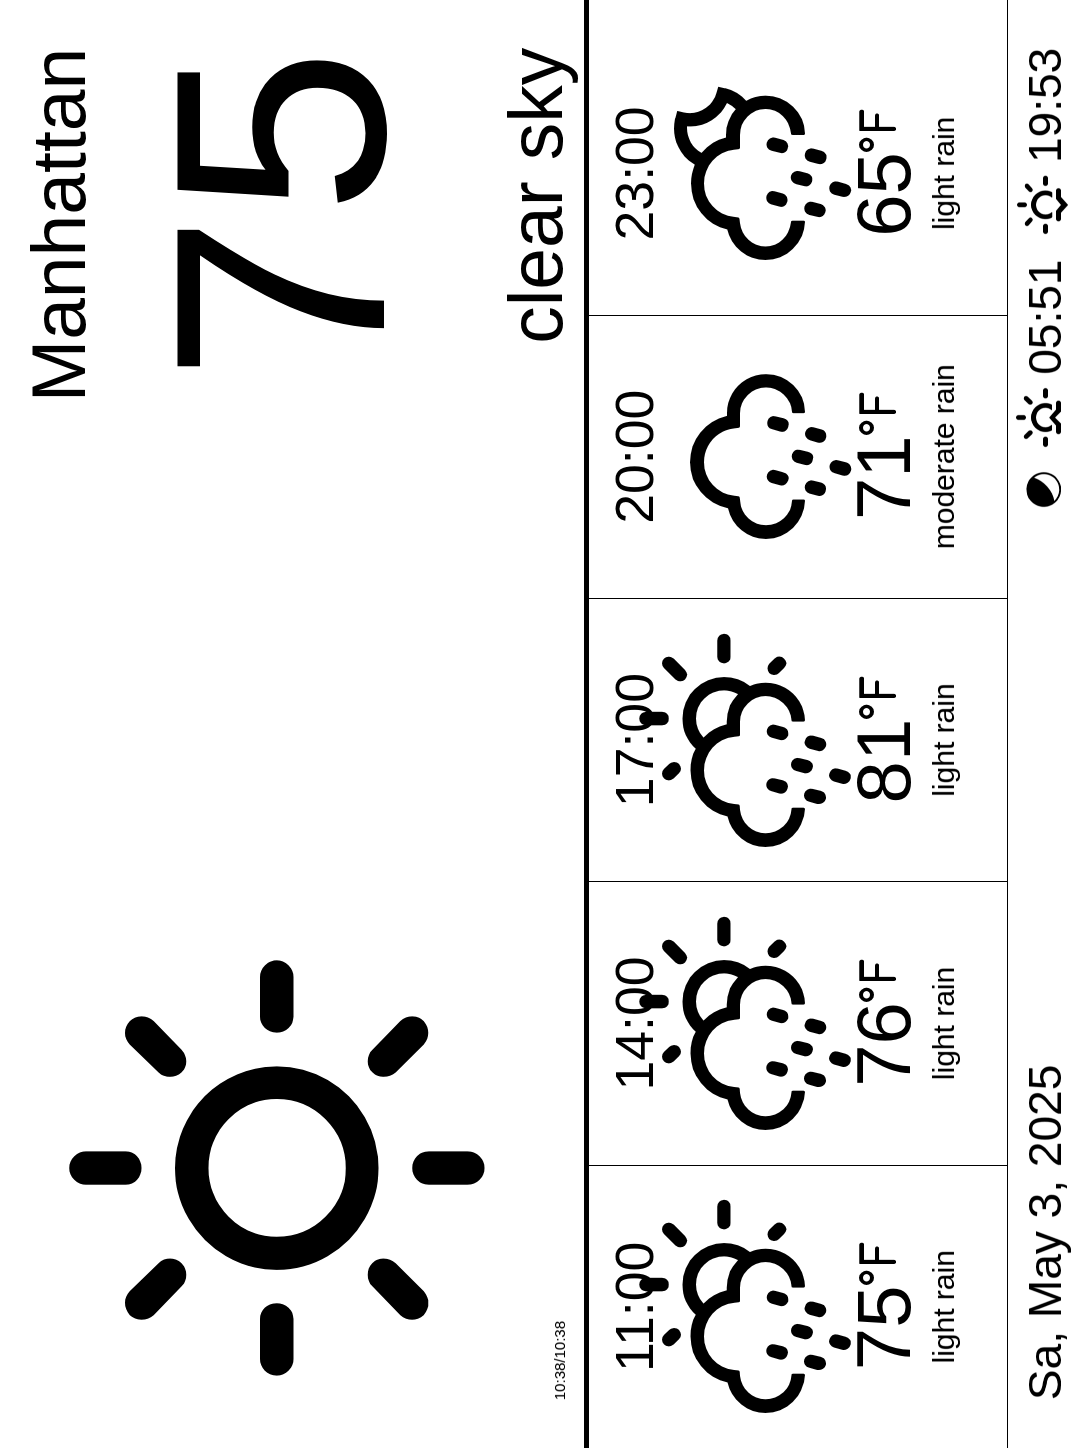 Manhattan
75
clear sky
10:38/10:38
11:00
75°F
light rain
14:00
76°F
light rain
17:00
81°F
light rain
20:00
71°F
moderate rain
23:00
65°F
light rain
Sa, May 3, 2025
05:51
19:53